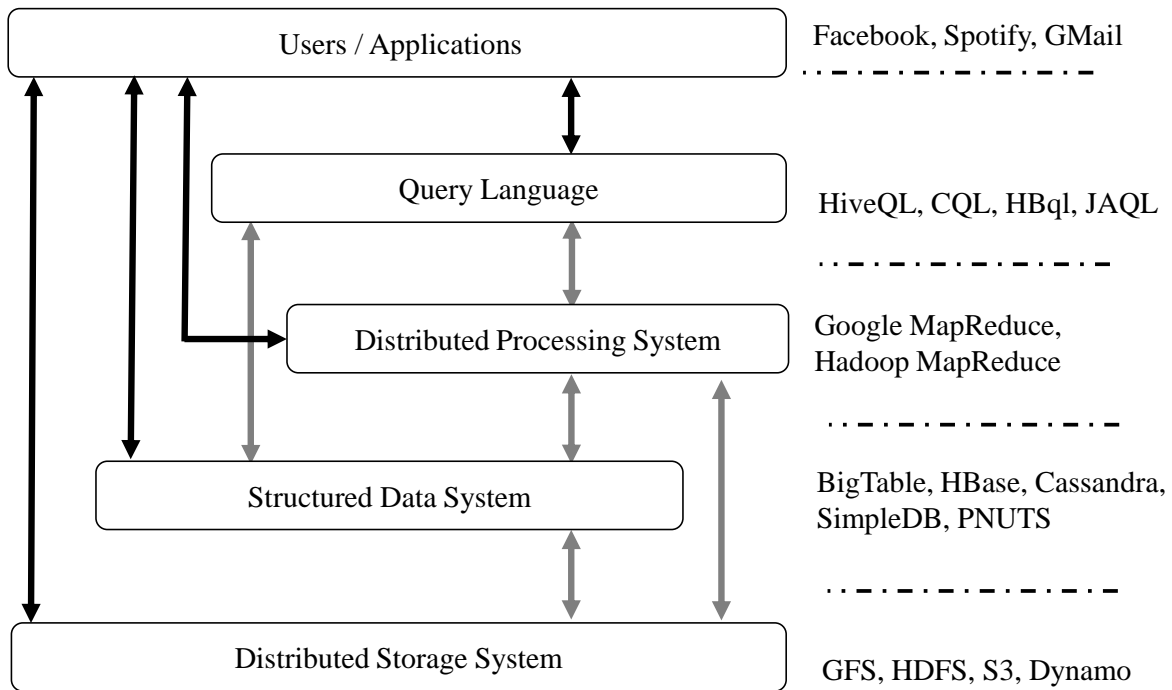 Users / Applications
Facebook, Spotify, GMail
Query Language
HiveQL, CQL, HBql, JAQL
Distributed Processing System
Google MapReduce,
Hadoop MapReduce
Structured Data System
BigTable, HBase, Cassandra,
SimpleDB, PNUTS
Distributed Storage System
GFS, HDFS, S3, Dynamo